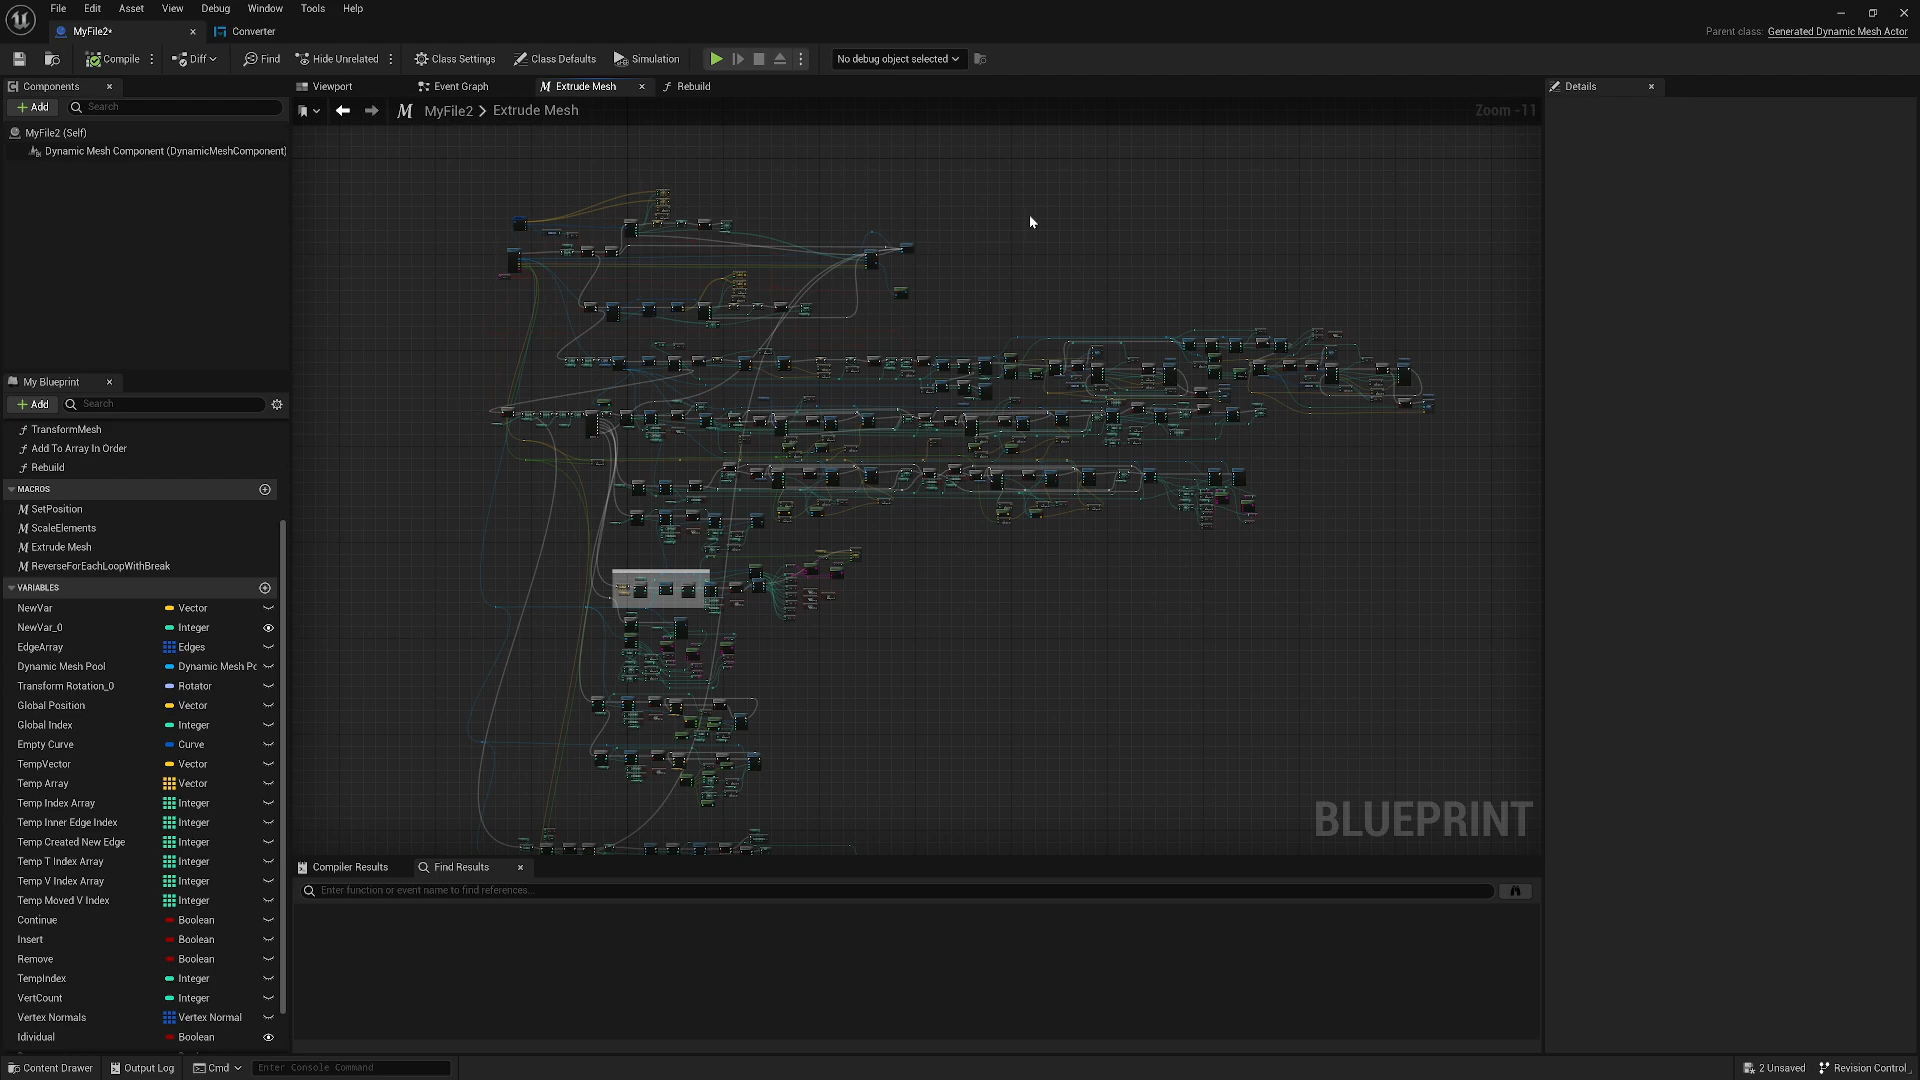 File Edit Asset View Debug Window Tools Help
MyFile2*
Converter
Parent class: Generated Dynamic Mesh Actor
Compile
Diff
Find
Hide Unrelated
Class Settings
Class Defaults
Simulation
No debug object selected
Components
Add
Search
MyFile2 (Self)
Dynamic Mesh Component (DynamicMeshComponent)
Viewport
Event Graph
Extrude Mesh
Rebuild
MyFile2 > Extrude Mesh
Zoom -11
Details
My Blueprint
Add
Search
TransformMesh
Add To Array In Order
Rebuild
MACROS
SetPosition
ScaleElements
Extrude Mesh
ReverseForEachLoopWithBreak
VARIABLES
NewVar Vector
NewVar_0 Integer
EdgeArray Edges
Dynamic Mesh Pool Dynamic Mesh Pc
Transform Rotation_0 Rotator
Global Position Vector
Global Index Integer
Empty Curve Curve
TempVector Vector
Temp Array Vector
Temp Index Array Integer
Temp Inner Edge Index Integer
Temp Created New Edge Integer
Temp T Index Array Integer
Temp V Index Array Integer
Temp Moved V Index Integer
Continue Boolean
Insert Boolean
Remove Boolean
TempIndex Integer
VertCount Integer
Vertex Normals Vertex Normal
Idividual Boolean
BLUEPRINT
Compiler Results
Find Results
Enter function or event name to find references...
Content Drawer
Output Log
Cmd
Enter Console Command
2 Unsaved
Revision Control